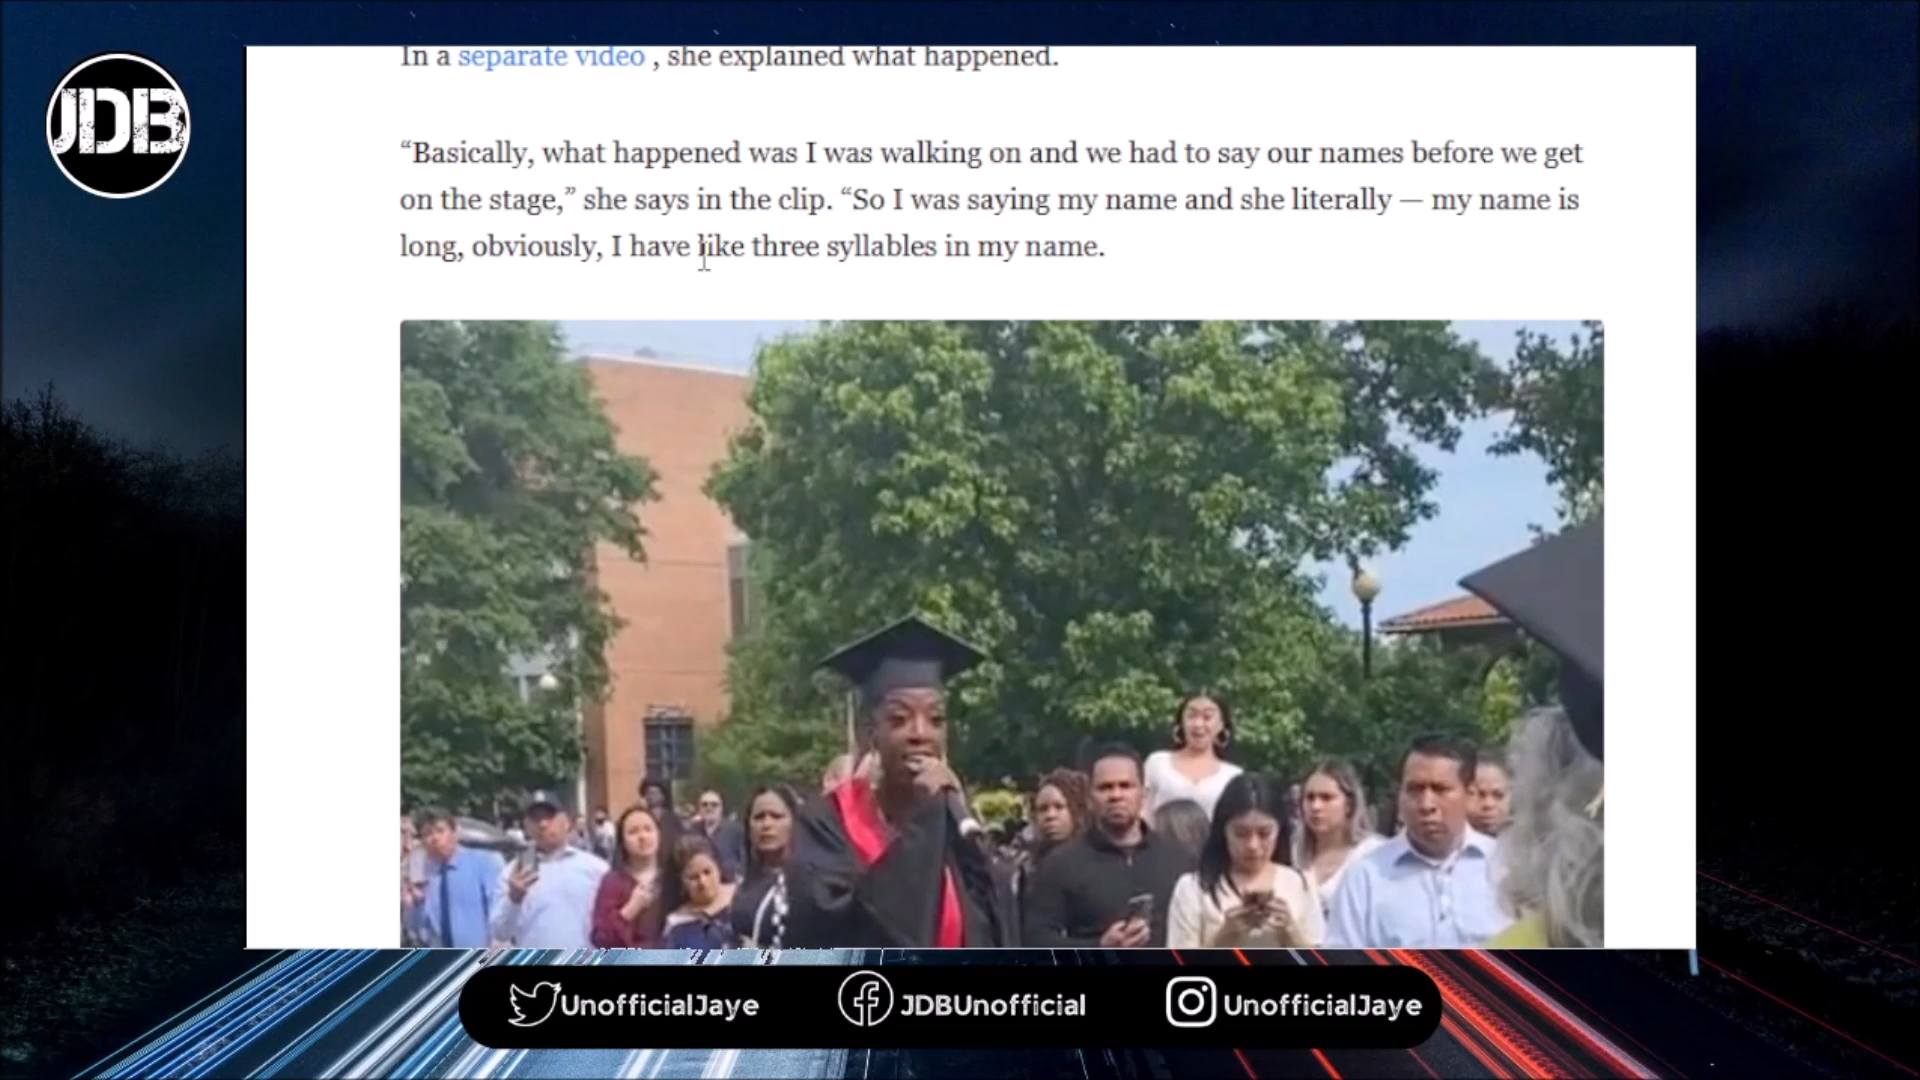 JDB
In a separate video , she explained what happened.
“Basically, what happened was I was walking on and we had to say our names before we get
on the stage,” she says in the clip. “So I was saying my name and she literally — my name is
long, obviously, I have like three syllables in my name.
UnofficialJaye
JDBUnofficial
UnofficialJaye